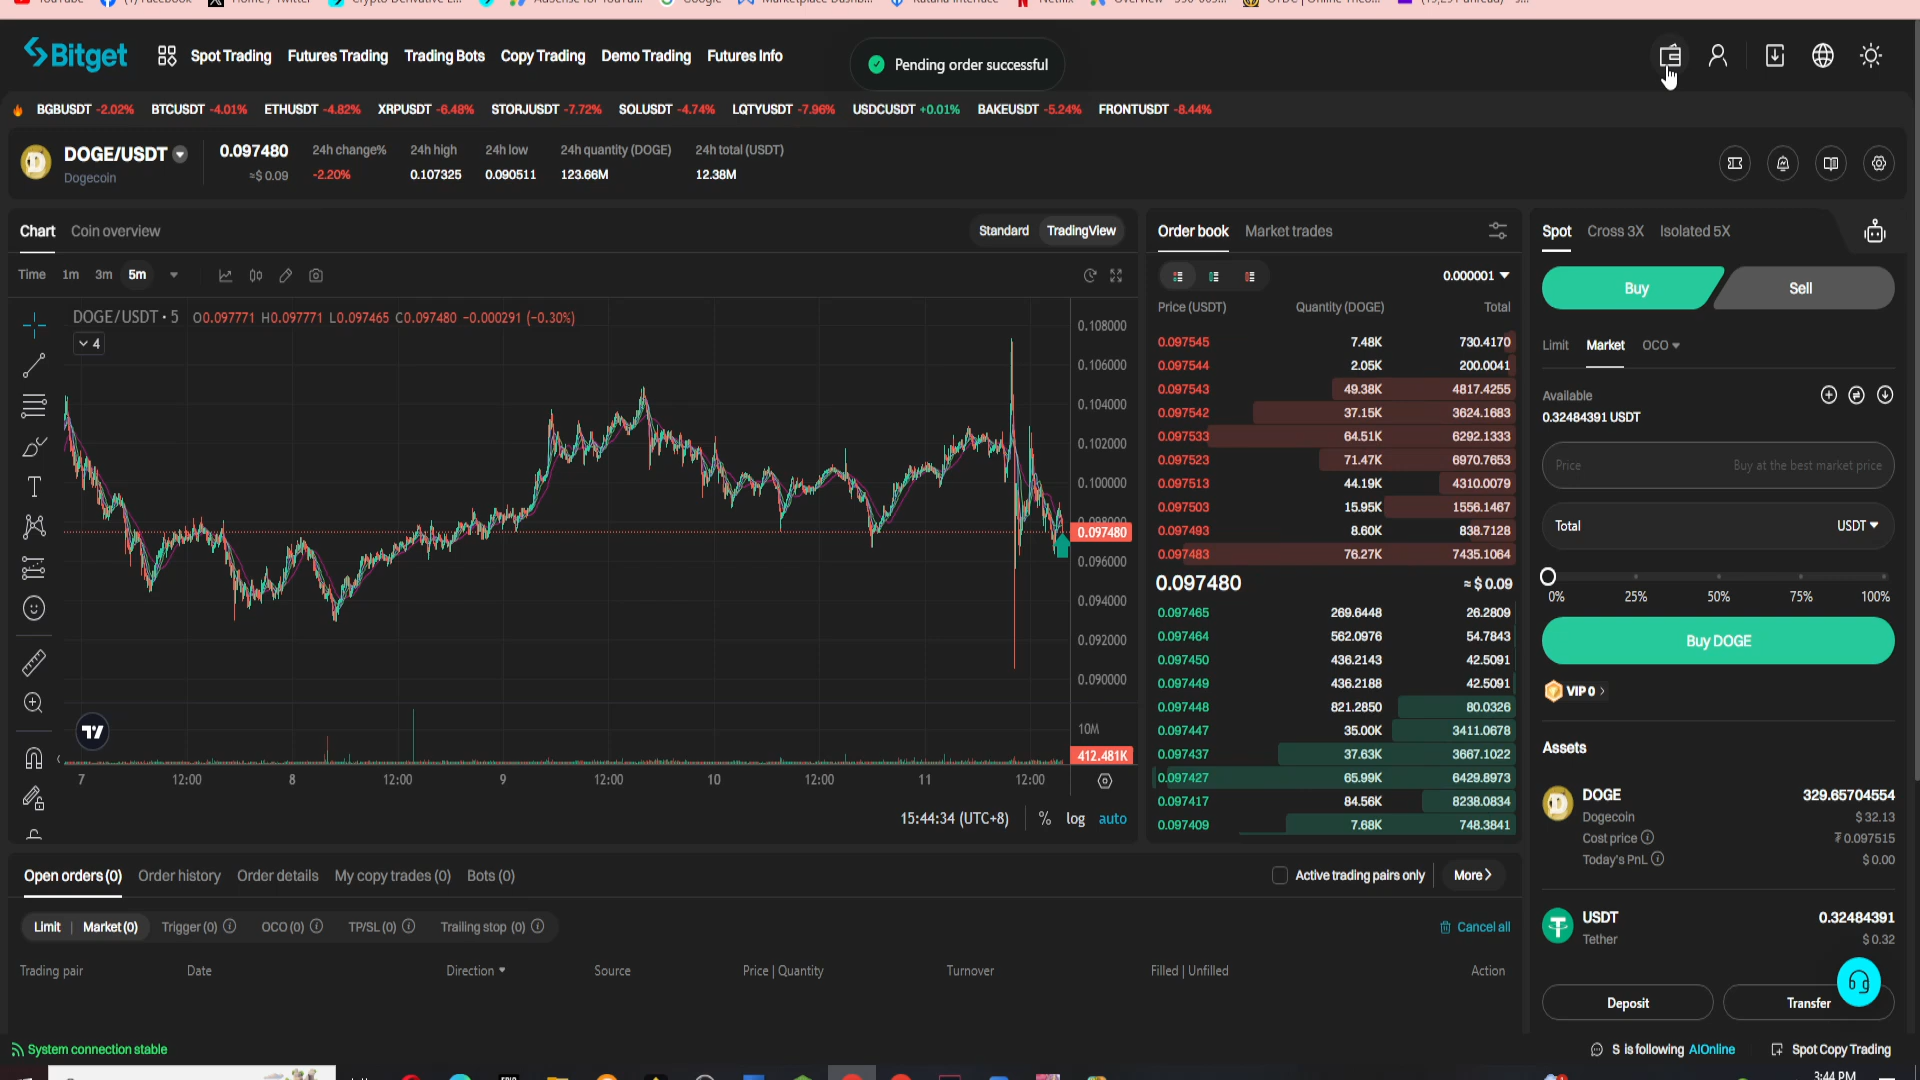 YouTube (1) Facebook Home / Twitter Crypto Derivative E... AdSense for YouTu... Google Marketplace Dashb... Katana Interface Netflix
Bitget Spot Trading Futures Trading Trading Bots Copy Trading Demo Trading Futures Info
Pending order successful
BGBUSDT -2.02% BTCUSDT -4.01% ETHUSDT -4.82% XRPUSDT -6.48% STORJUSDT -7.72% SOLUSDT -4.74% LQTYUSDT -7.96% USDCUSDT +0.01% BAKEUSDT -5.24% FRONTUSDT -8.44%
DOGE/USDT 0.097480 24h change% 24h high 24h low 24h quantity (DOGE) 24h total (USDT)
Dogecoin ≈$ 0.09 -2.20% 0.107325 0.090511 123.66M 12.38M
Chart Coin overview Standard TradingView
Time 1m 3m 5m
DOGE/USDT · 5 O0.097771 H0.097771 L0.097465 C0.097480 -0.000291 (-0.30%)
4
0.108000
0.106000
0.104000
0.102000
0.100000
0.097480
0.096000
0.094000
0.092000
0.090000
10M
412.481K
7 12:00 8 12:00 9 12:00 10 12:00 11 12:00
15:44:34 (UTC+8) % log auto
Order book Market trades
0.000001
Price (USDT) Quantity (DOGE) Total
0.097545 7.48K 730.4170
0.097544 2.05K 200.0041
0.097543 49.38K 4817.4255
0.097542 37.15K 3624.1683
0.097533 64.51K 6292.1333
0.097523 71.47K 6970.7653
0.097513 44.19K 4310.0079
0.097503 15.95K 1556.1467
0.097493 8.60K 838.7128
0.097483 76.27K 7435.1064
0.097480 ≈ $ 0.09
0.097465 269.6448 26.2809
0.097464 562.0976 54.7843
0.097450 436.2143 42.5091
0.097449 436.2188 42.5091
0.097448 821.2850 80.0326
0.097447 35.00K 3411.0678
0.097437 37.63K 3667.1022
0.097427 65.99K 6429.8973
0.097417 84.56K 8238.0834
0.097409 7.68K 748.3841
Spot Cross 3X Isolated 5X
Buy Sell
Limit Market OCO
Available
0.32484391 USDT
Price Buy at the best market price
Total USDT
0% 25% 50% 75% 100%
Buy DOGE
VIP 0 >
Assets
DOGE 329.65704554
Dogecoin $ 32.13
Cost price ₮ 0.097515
Today's PnL $ 0.00
USDT 0.32484391
Tether $ 0.32
Deposit Transfer
Open orders (0) Order history Order details My copy trades (0) Bots (0) Active trading pairs only More >
Limit | Market (0) Trigger (0) OCO (0) TP/SL (0) Trailing stop (0) Cancel all
Trading pair Date Direction Source Price | Quantity Turnover Filled | Unfilled Action
System connection stable S is following AIOnline Spot Copy Trading
3:44 PM